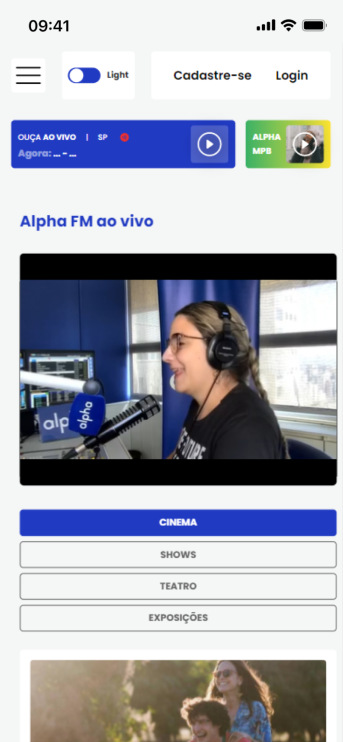 09:41
Light
Cadastre-se Login
OUÇA AO VIVO | SP
Agora: ... - ...
ALPHA
MPB
Alpha FM ao vivo
alpha
CINEMA
SHOWS
TEATRO
EXPOSIÇÕES